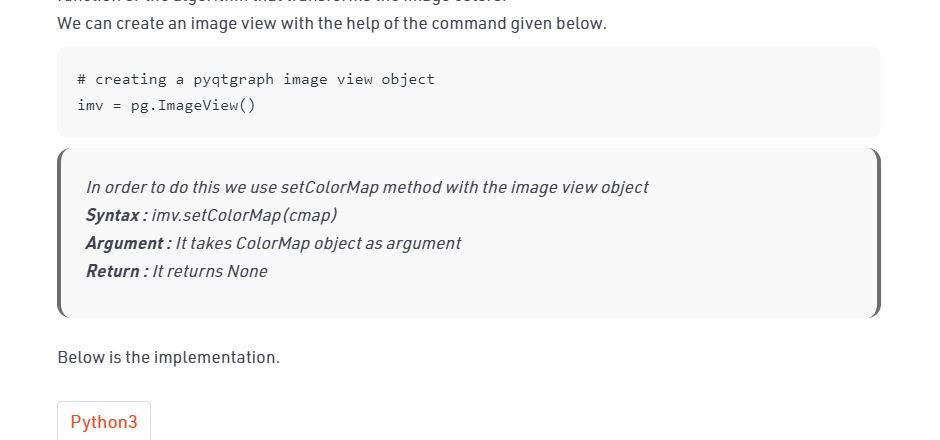 We can create an image view with the help of the command given below.
# creating a pyqtgraph image view object
imv = pg.ImageView()
In order to do this we use setColorMap method with the image view object
Syntax : imv.setColorMap(cmap)
Argument : It takes ColorMap object as argument
Return : It returns None
Below is the implementation.
Python3